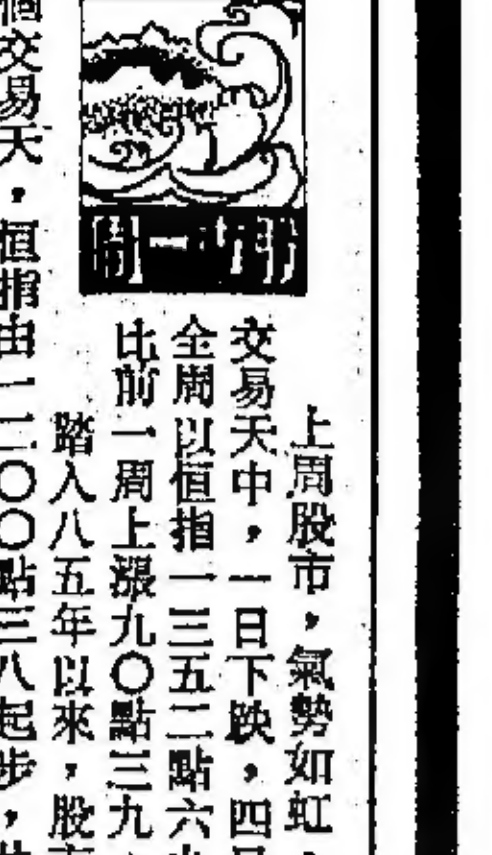 上周股市，氣勢如虹，
交易天中，一日下跌，四日
全周以恒指一三五二點六
比前一周上漲九〇點三九，
踏入八五年以來，股市
個交易天，恒指由一二〇〇點三八起步，